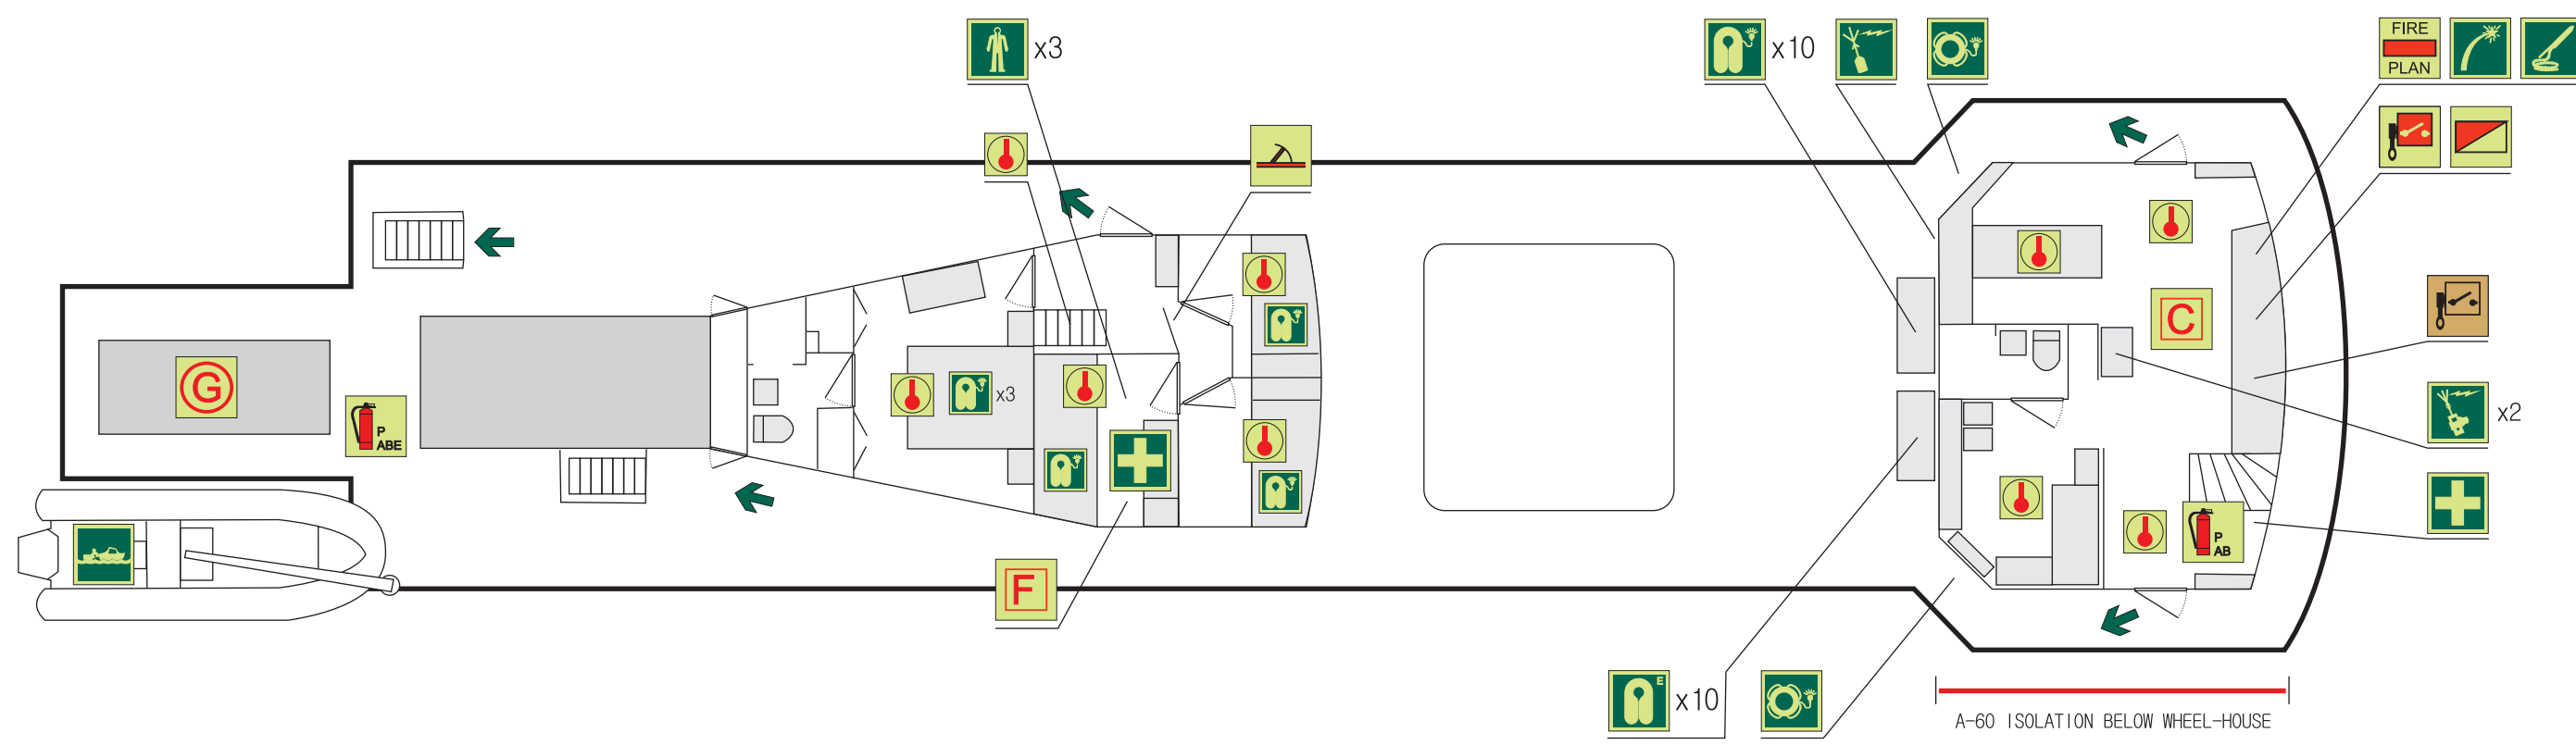 x3
x10
FIRE
PLAN
C
G
P
ABE
x3
x2
P
AB
F
E
x10
A-60 ISOLATION BELOW WHEEL-HOUSE